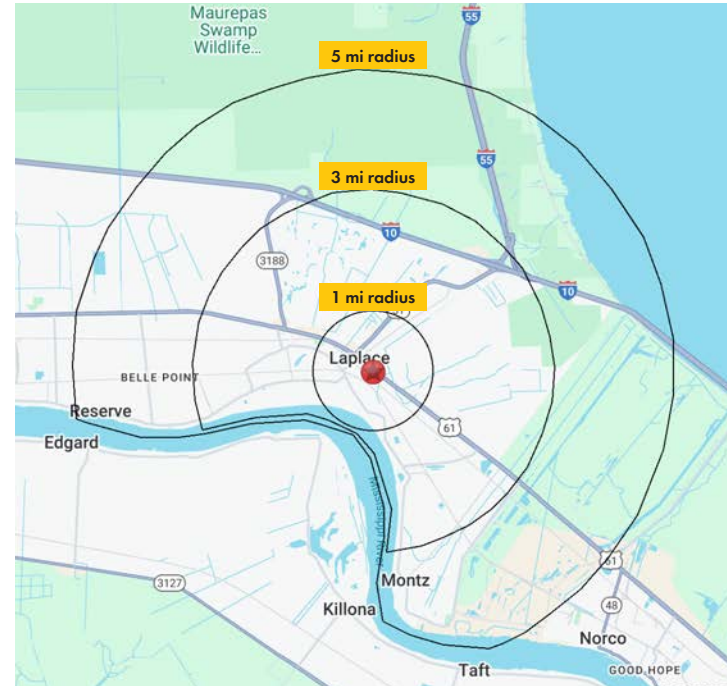 Maurepas
Swamp
Wildlife...
55
5 mi radius
55
3 mi radius
10
3188
1 mi radius
10
Laplace
BELLE POINT
Reserve
61
Edgard
Mississippi River
61
3127
Montz
Killona
48
Norco
Taft
GOOD HOPE